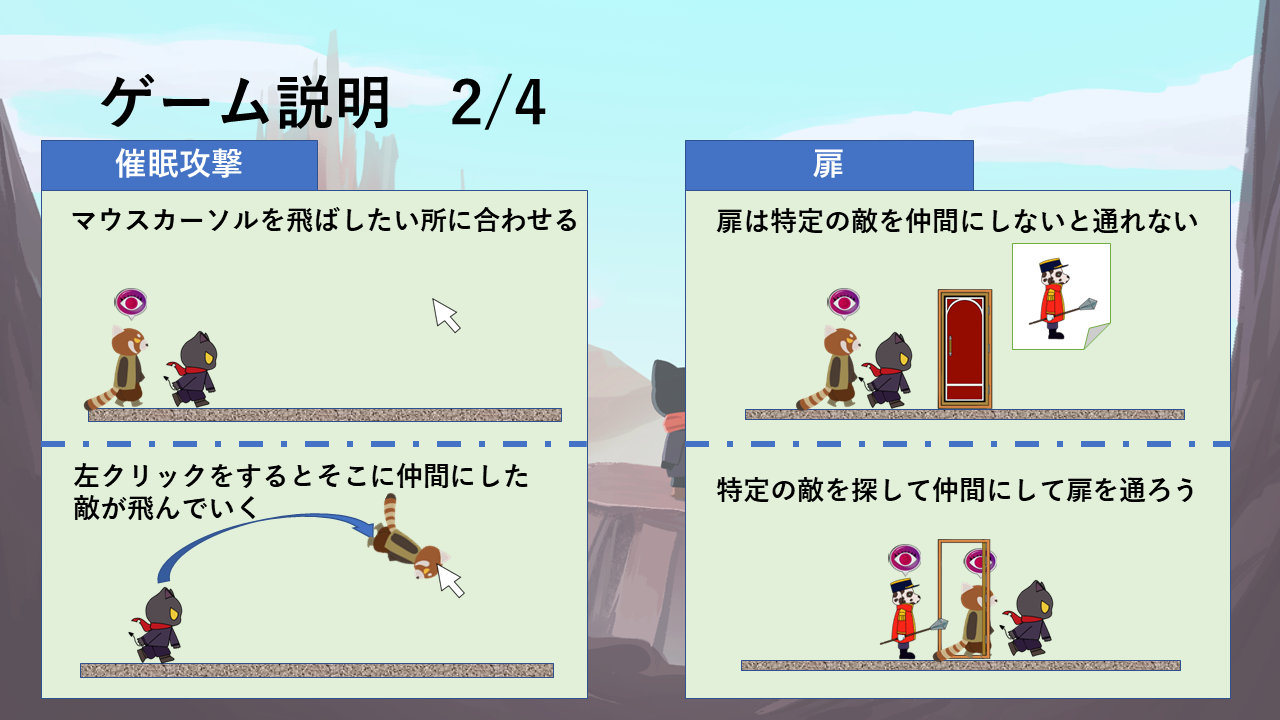 ゲーム説明　2/4
催眠攻撃
マウスカーソルを飛ばしたい所に合わせる
左クリックをするとそこに仲間にした
敵が飛んでいく
扉
扉は特定の敵を仲間にしないと通れない
特定の敵を探して仲間にして扉を通ろう